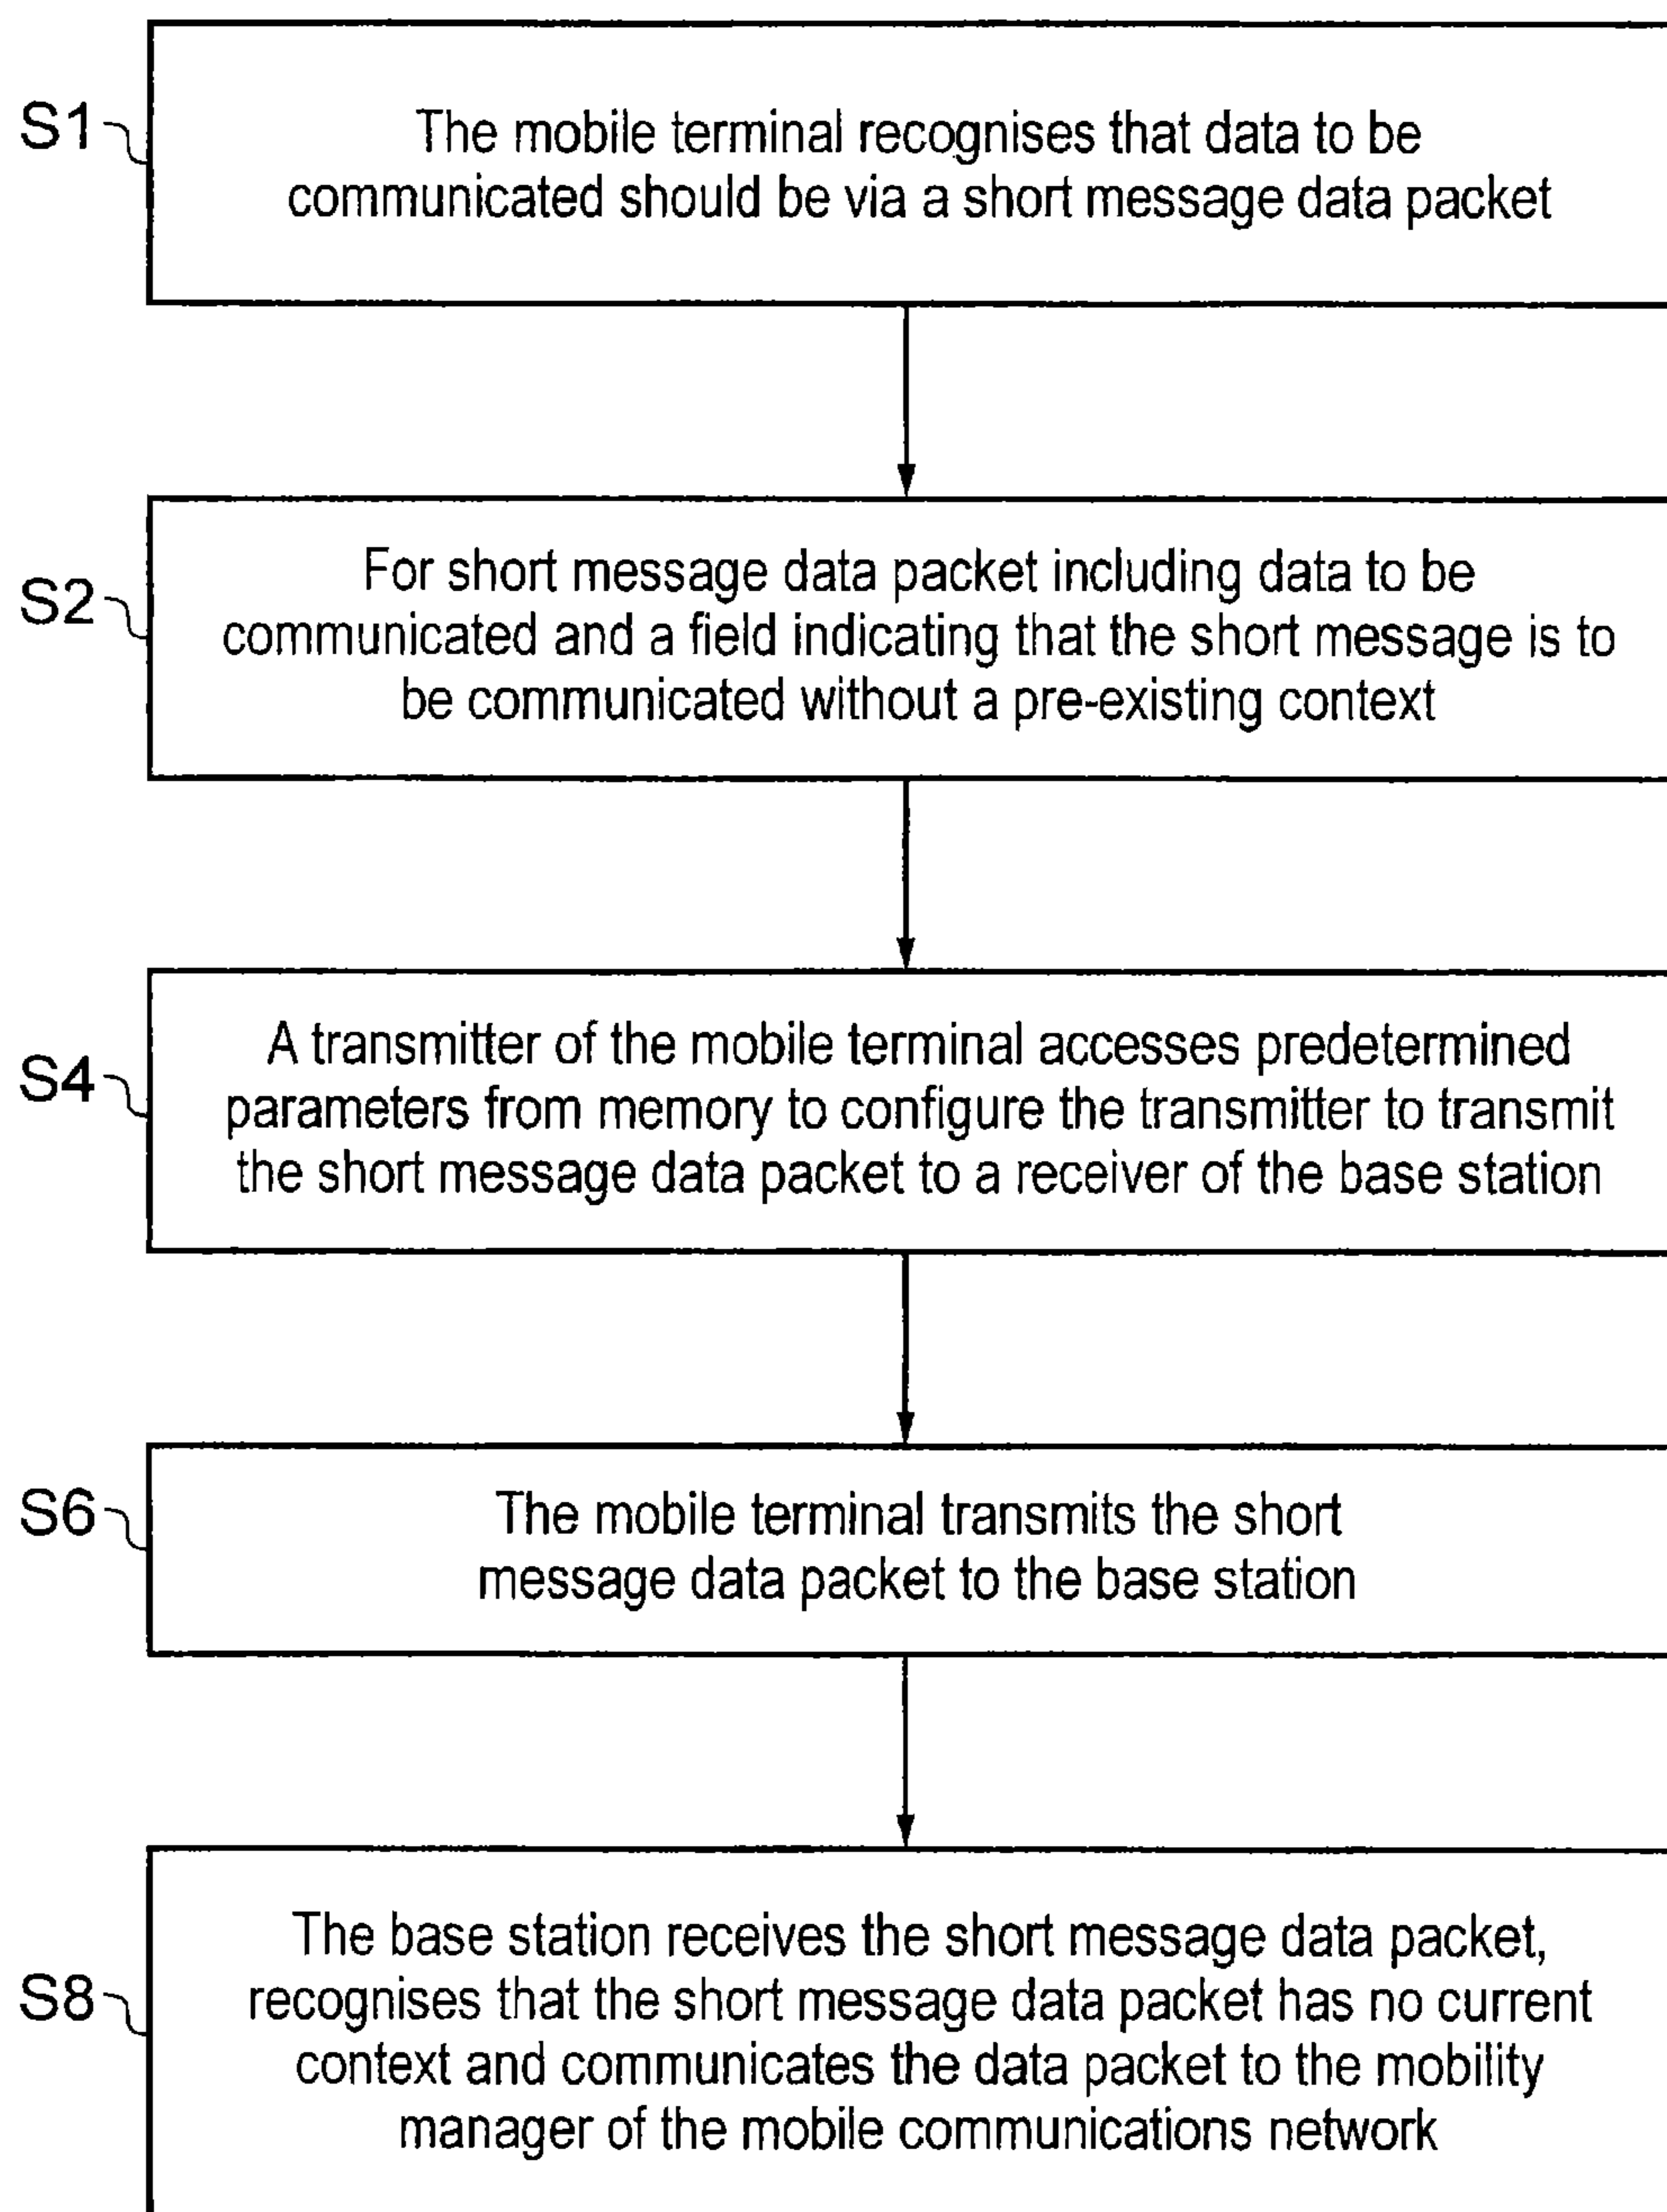 S1
The mobile terminal recognises that data to be
communicated should be via a short message data packet
S2
For short message data packet including data to be
communicated and a field indicating that the short message is to
be communicated without a pre-existing context
S4
A transmitter of the mobile terminal accesses predetermined
parameters from memory to configure the transmitter to transmit
the short message data packet to a receiver of the base station
S6
The mobile terminal transmits the short
message data packet to the base station
S8
The base station receives the short message data packet,
recognises that the short message data packet has no current
context and communicates the data packet to the mobility
manager of the mobile communications network